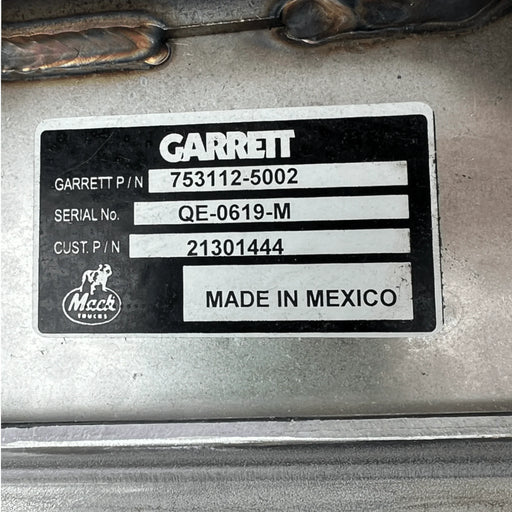 GARRETT
GARRETT P/N 753112-5002
SERIAL No. QE-0619-M
CUST. P/N 21301444
Mack
TRUCKS
MADE IN MEXICO